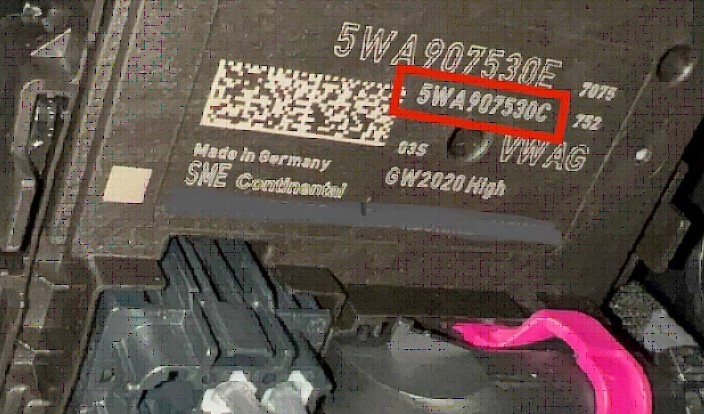 5WA907530E 7075
5WA907530C 752
035 VWAG
Made in Germany
SME Continental GW2020 High